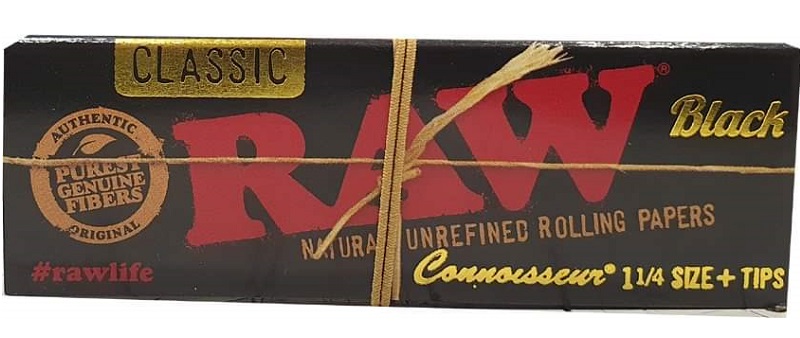 CLASSIC
RAW®
Black
AUTHENTIC
PUREST
GENUINE
FIBERS
ORIGINAL
NATURAL UNREFINED ROLLING PAPERS
Connoisseur® 1 1/4 SIZE + TIPS
#rawlife